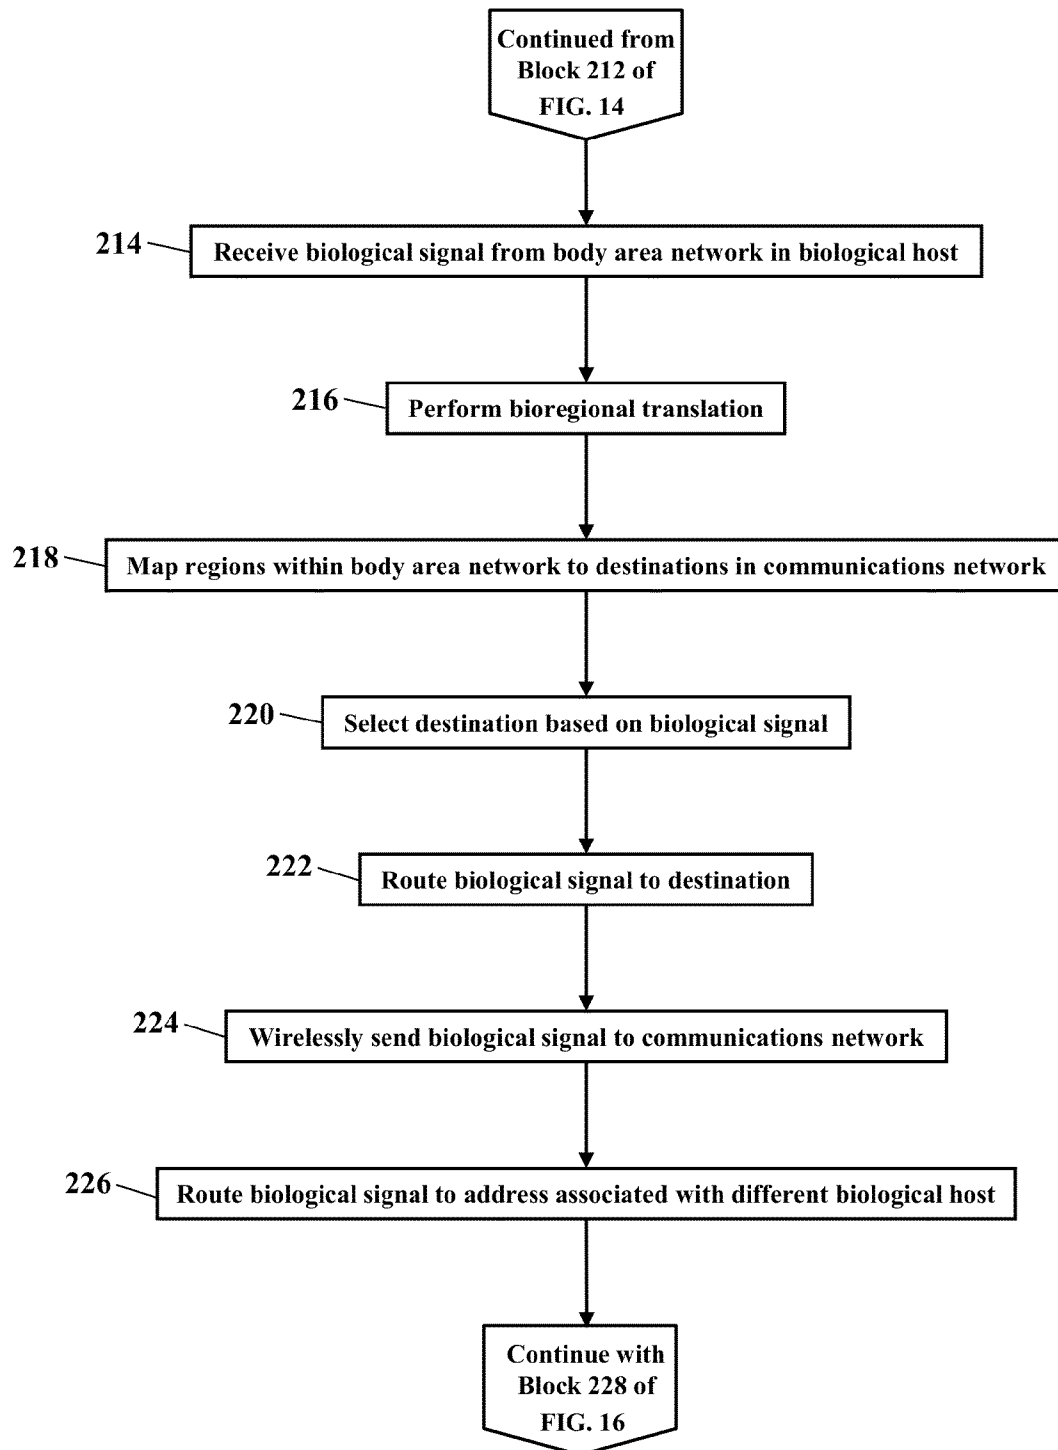 Continued from
Block 212 of
FIG. 14
214
Receive biological signal from body area network in biological host
216
Perform bioregional translation
218
Map regions within body area network to destinations in communications network
220
Select destination based on biological signal
222
Route biological signal to destination
224
Wirelessly send biological signal to communications network
226
Route biological signal to address associated with different biological host
Continue with
Block 228 of
FIG. 16